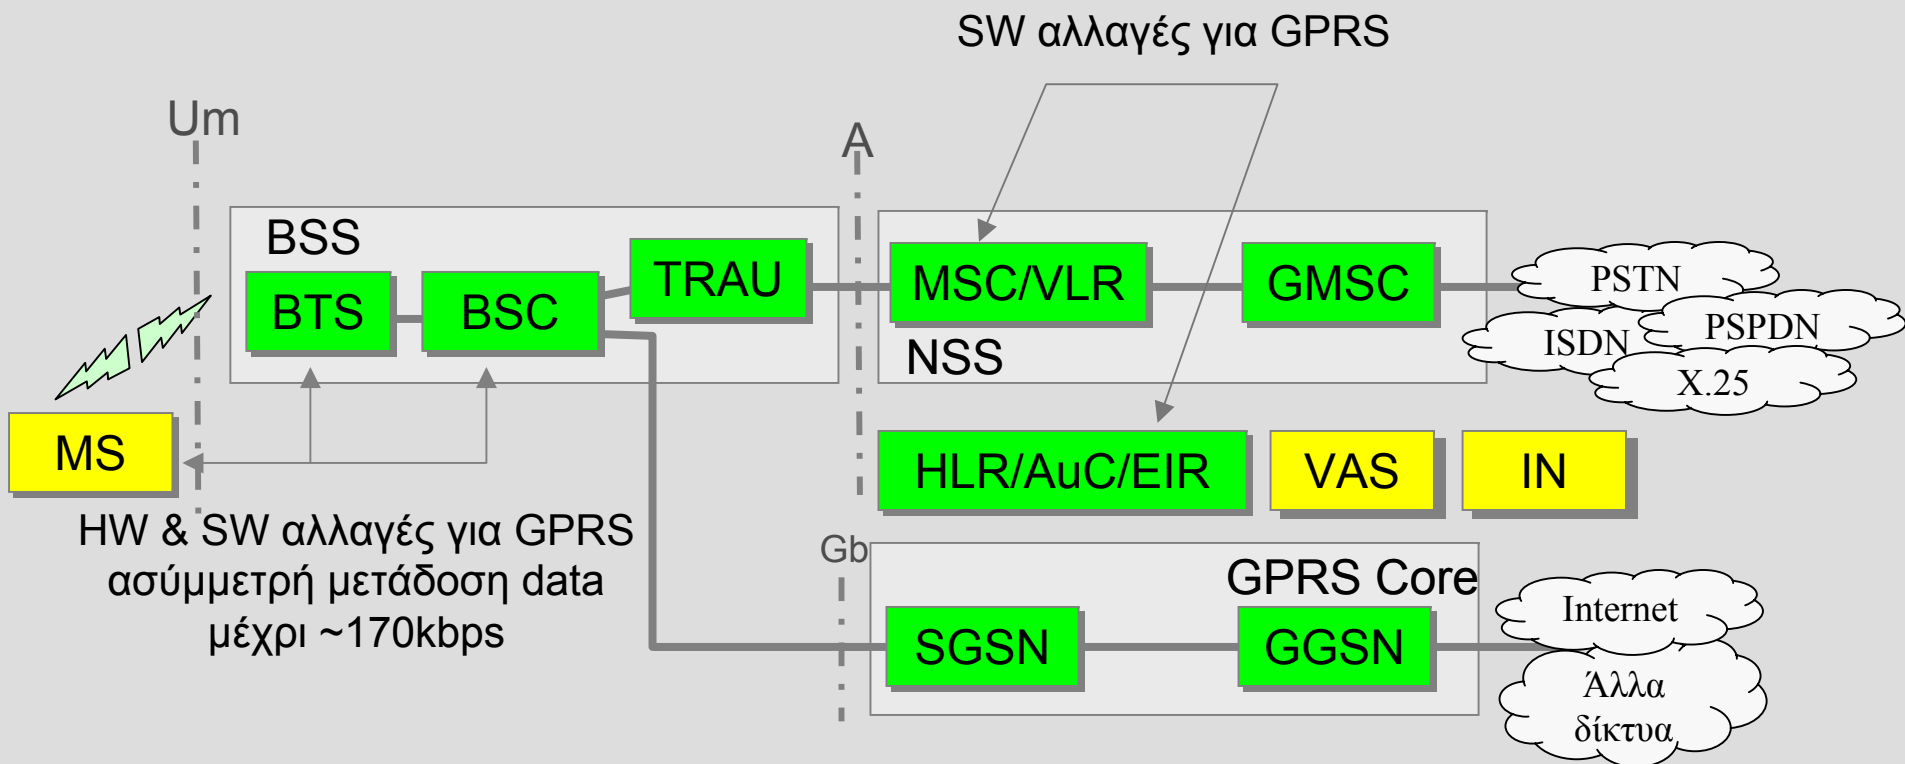 SW αλλαγές για GPRS
Um
A
BSS
BTS
BSC
TRAU
MSC/VLR
GMSC
NSS
PSTN
ISDN
PSPDN
X.25
MS
HLR/AuC/EIR
VAS
IN
HW & SW αλλαγές για GPRS
ασύμμετρή μετάδοση data
μέχρι ~170kbps
Gb
GPRS Core
SGSN
GGSN
Internet
Άλλα
δίκτυα